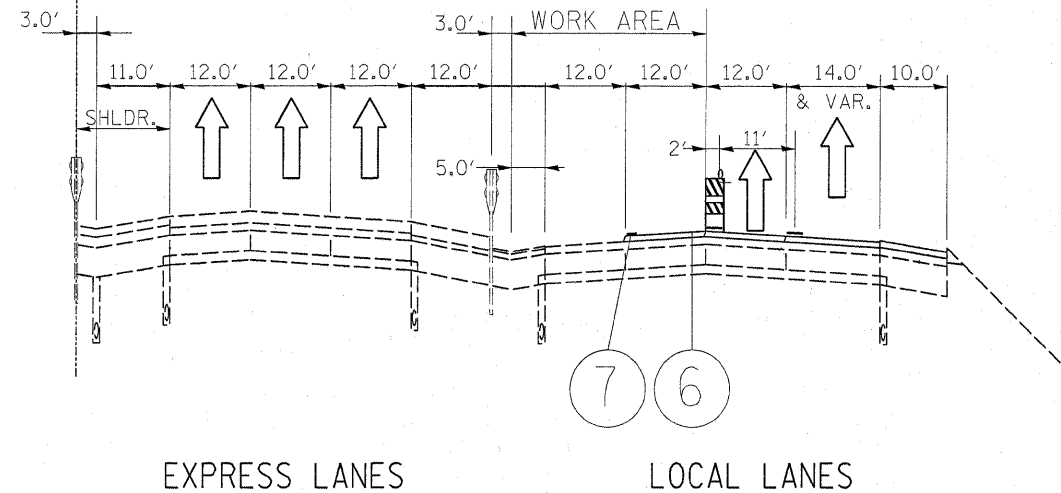 3.0' 3.0' WORK AREA
11.0' 12.0' 12.0' 12.0' 12.0' 12.0' 12.0' 12.0' 14.0' 10.0'
& VAR.
SHLDR.
2' 11'
5.0'
7 6
EXPRESS LANES LOCAL LANES